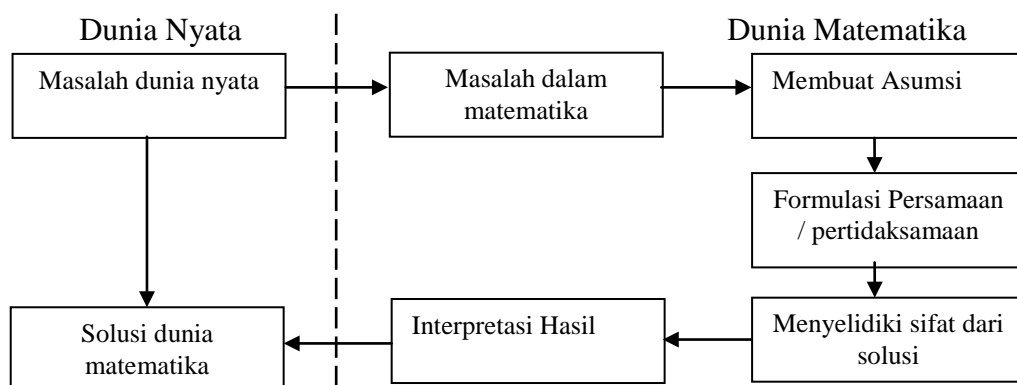 Dunia Nyata
Dunia Matematika
Masalah dunia nyata
Masalah dalam
matematika
Membuat Asumsi
Formulasi Persamaan
/ pertidaksamaan
Menyelidiki sifat dari
solusi
Interpretasi Hasil
Solusi dunia
matematika